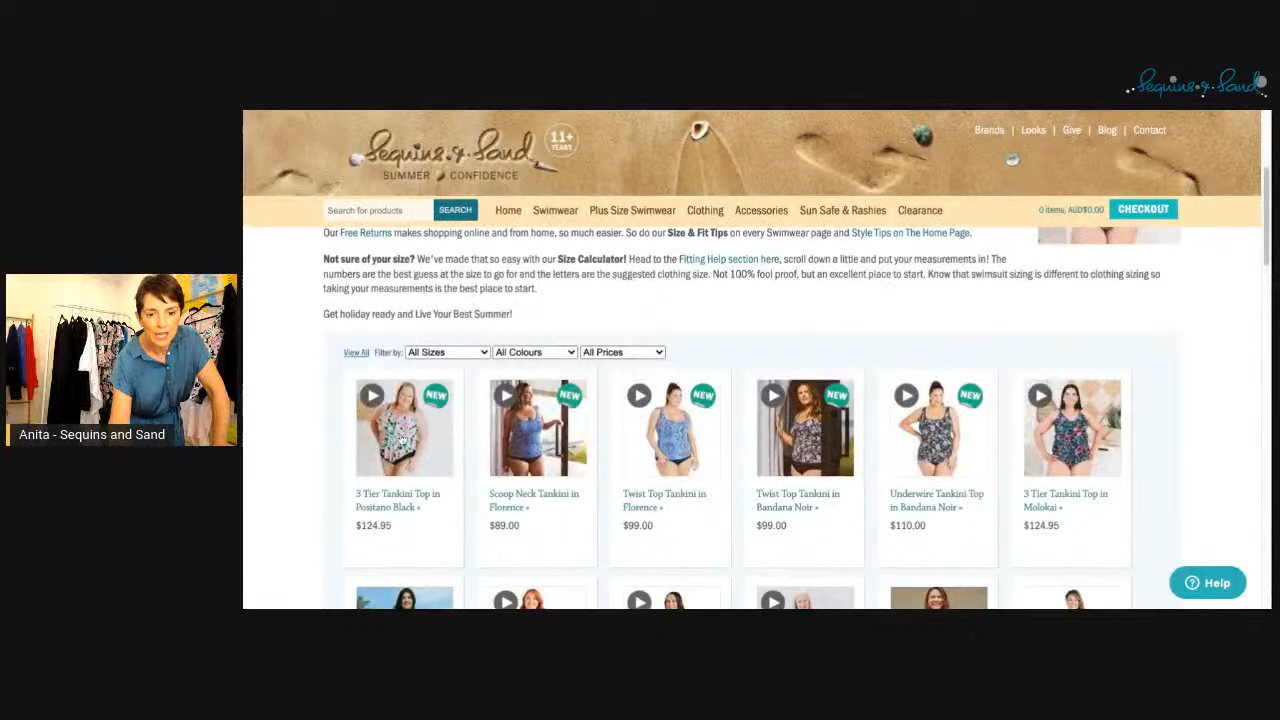 Sequins & Sand
Sequins & Sand
SUMMER CONFIDENCE
11+
YEARS
Brands | Looks | Give | Blog | Contact
Search for products
SEARCH
Home Swimwear Plus Size Swimwear Clothing Accessories Sun Safe & Rashies Clearance
0 items, AUD$0.00
CHECKOUT
Our Free Returns makes shopping online and from home, so much easier. So do our Size & Fit Tips on every Swimwear page and Style Tips on The Home Page.
Not sure of your size? We've made that so easy with our Size Calculator! Head to the Fitting Help section here, scroll down a little and put your measurements in! The
numbers are the best guess at the size to go for and the letters are the suggested clothing size. Not 100% fool proof, but an excellent place to start. Know that swimsuit sizing is different to clothing sizing so
taking your measurements is the best place to start.
Get holiday ready and Live Your Best Summer!
View All Filter by: All Sizes All Colours All Prices
NEW NEW NEW NEW NEW
3 Tier Tankini Top in
Positano Black »
$124.95
Scoop Neck Tankini in
Florence »
$89.00
Twist Top Tankini in
Florence »
$99.00
Twist Top Tankini in
Bandana Noir »
$99.00
Underwire Tankini Top
in Bandana Noir »
$110.00
3 Tier Tankini Top in
Molokai »
$124.95
Help
Anita - Sequins and Sand